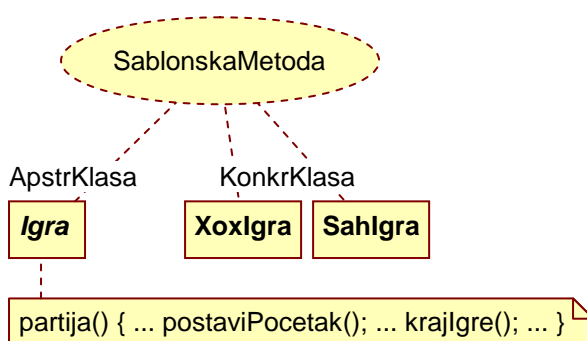 SablonskaMetoda
ApstrKlasa KonkrKlasa
Igra XoxIgra SahIgra
partija() { ... postaviPocetak(); ... krajIgre(); ... }